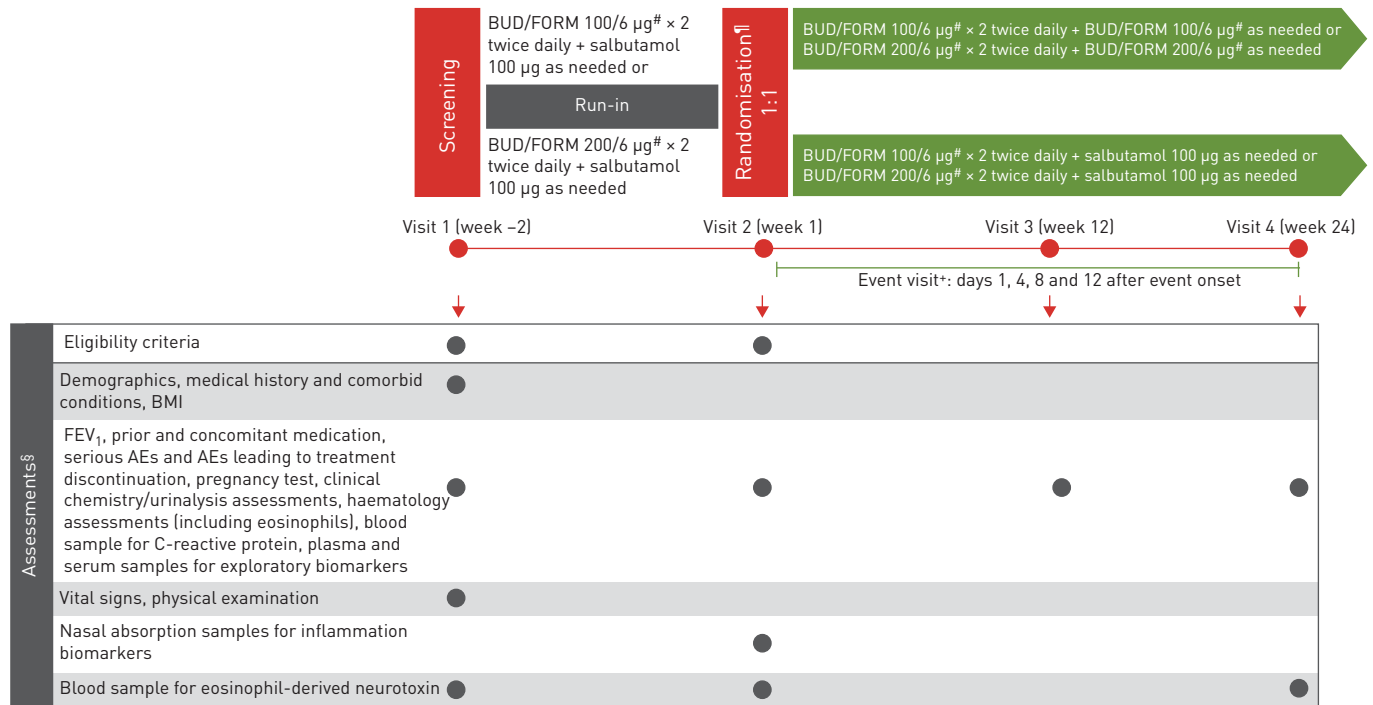 Screening
BUD/FORM 100/6 µg# × 2
twice daily + salbutamol
100 µg as needed or
Run-in
BUD/FORM 200/6 µg# × 2
twice daily + salbutamol
100 µg as needed
Randomisation¶
1:1
BUD/FORM 100/6 µg# × 2 twice daily + BUD/FORM 100/6 µg# as needed or
BUD/FORM 200/6 µg# × 2 twice daily + BUD/FORM 200/6 µg# as needed
BUD/FORM 100/6 µg# × 2 twice daily + salbutamol 100 µg as needed or
BUD/FORM 200/6 µg# × 2 twice daily + salbutamol 100 µg as needed
Visit 1 (week –2)
Visit 2 (week 1)
Visit 3 (week 12)
Visit 4 (week 24)
Event visit+: days 1, 4, 8 and 12 after event onset
Assessments§
Eligibility criteria
Demographics, medical history and comorbid
conditions, BMI
FEV1, prior and concomitant medication,
serious AEs and AEs leading to treatment
discontinuation, pregnancy test, clinical
chemistry/urinalysis assessments, haematology
assessments (including eosinophils), blood
sample for C-reactive protein, plasma and
serum samples for exploratory biomarkers
Vital signs, physical examination
Nasal absorption samples for inflammation
biomarkers
Blood sample for eosinophil-derived neurotoxin